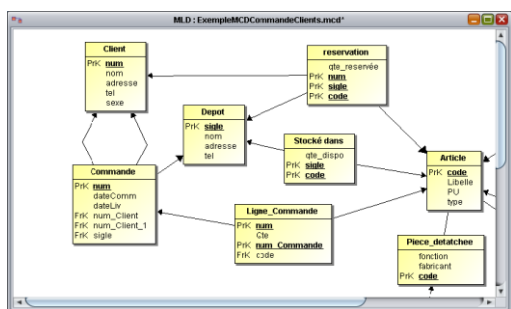 MLD : ExempleMCDCommandeClients.mcd*
Client
PrK num
nom
adresse
tel
sexe
reservation
qte_reservée
PrK num
PrK sigle
PrK code
Depot
PrK sigle
nom
adresse
tel
Stocké dans
qte_dispo
PrK sigle
PrK code
Article
PrK code
Libelle
PU
type
Commande
PrK num
dateComm
dateLiv
FrK num_Client
FrK num_Client_1
FrK sigle
Ligne_Commande
PrK num
Qte
PrK num_Commande
FrK code
Piece_detatchee
fonction
fabricant
PrK code